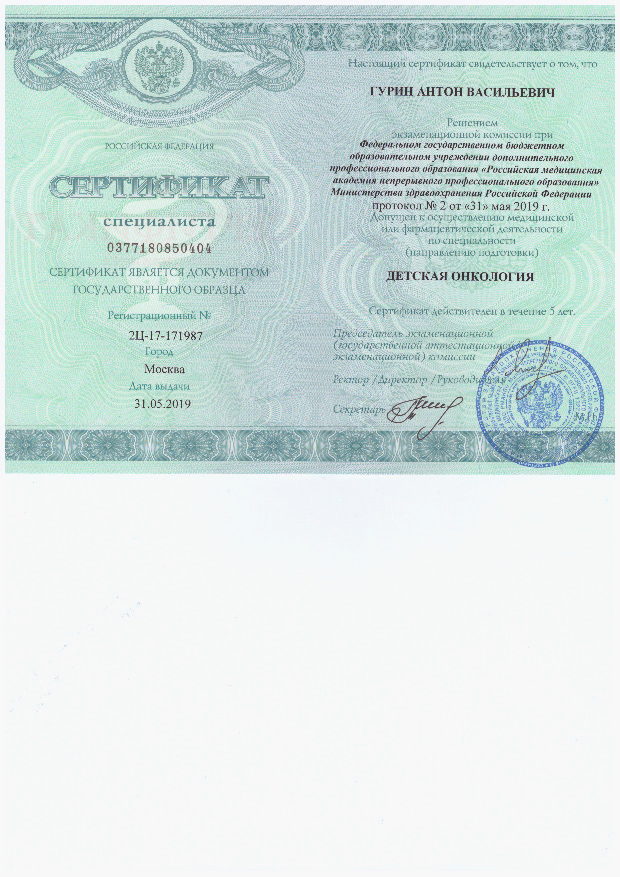 РОССИЙСКАЯ ФЕДЕРАЦИЯ
СЕРТИФИКАТ
специалиста
0377180850404
СЕРТИФИКАТ ЯВЛЯЕТСЯ ДОКУМЕНТОМ
ГОСУДАРСТВЕННОГО ОБРАЗЦА
Регистрационный №
2Ц-17-171987
Город
Москва
Дата выдачи
31.05.2019
Настоящий сертификат свидетельствует о том, что
ГУРИН АНТОН ВАСИЛЬЕВИЧ
Решением
экзаменационной комиссии при
Федеральном государственном бюджетном
образовательном учреждении дополнительного
профессионального образования «Российская медицинская
академия непрерывного профессионального образования»
Министерства здравоохранения Российской Федерации
протокол № 2 от «31» мая 2019 г.
Допущен к осуществлению медицинской
или фармацевтической деятельности
по специальности
(направлению подготовки)
ДЕТСКАЯ ОНКОЛОГИЯ
Сертификат действителен в течение 5 лет.
Председатель экзаменационной
(государственной аттестационной
экзаменационной) комиссии
Ректор /Директор /Руководитель
Секретарь